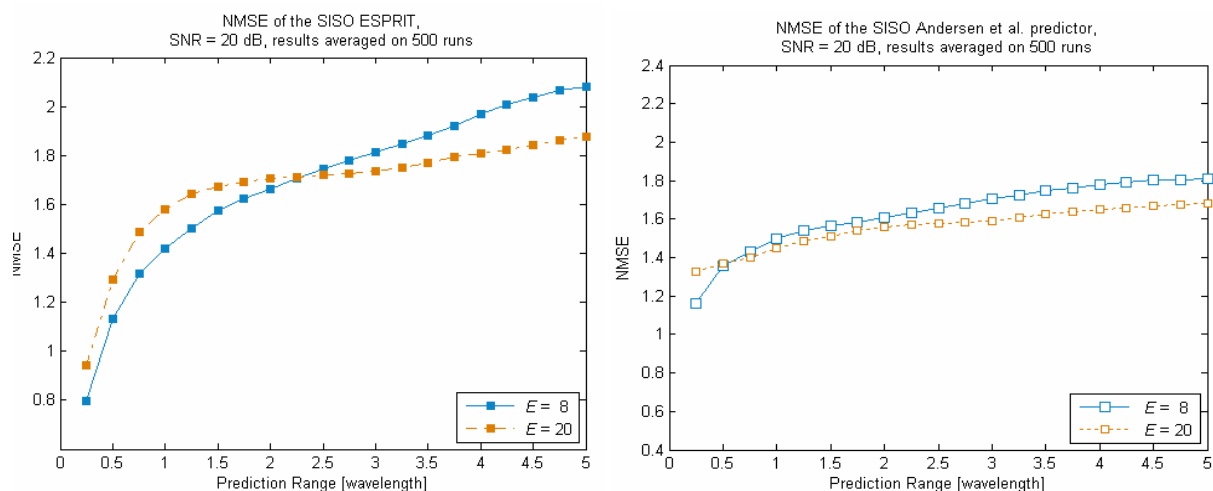 NMSE of the SISO ESPRIT,
SNR = 20 dB, results averaged on 500 runs
2.2
2
1.8
1.6
1.4
1.2
1
0.8
NMSE
0 0.5 1 1.5 2 2.5 3 3.5 4 4.5 5
Prediction Range [wavelength]
E = 8
E = 20
NMSE of the SISO Andersen et al. predictor,
SNR = 20 dB, results averaged on 500 runs
2.4
2.2
2
1.8
1.6
1.4
1.2
1
0.8
0.6
0.4
NMSE
0 0.5 1 1.5 2 2.5 3 3.5 4 4.5 5
Prediction Range [wavelength]
E = 8
E = 20